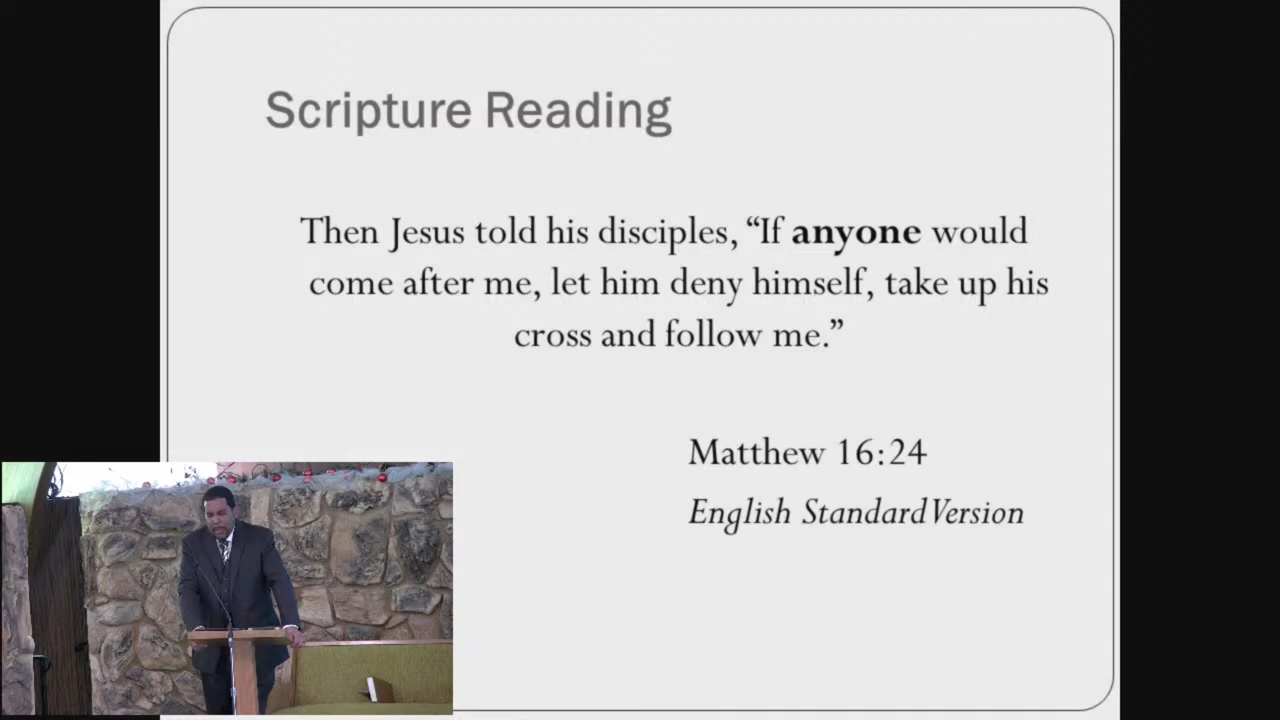 Scripture Reading
Then Jesus told his disciples, “If anyone would
come after me, let him deny himself, take up his
cross and follow me.”
Matthew 16:24
English Standard Version